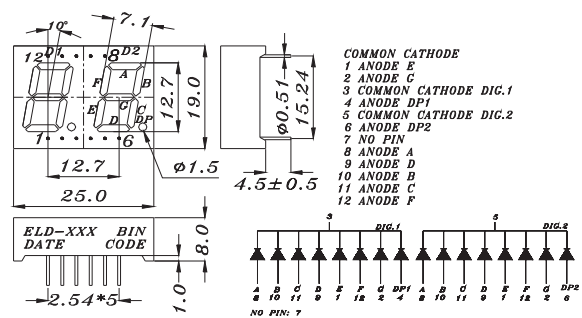 10°
7.1
12 D1 8 D2
A
F B
G
E C
D DP
1 6
12.7
19.0
12.7
25.0
ø1.5
ø0.51
15.24
4.5±0.5
COMMON CATHODE
1 ANODE E
2 ANODE G
3 COMMON CATHODE DIG.1
4 ANODE DP1
5 COMMON CATHODE DIG.2
6 ANODE DP2
7 NO PIN
8 ANODE A
9 ANODE D
10 ANODE B
11 ANODE C
12 ANODE F
ELD-XXX BIN
DATE CODE
8.0
1.0
2.54*5
3 5
DIG.1 DIG.2
A B C D E F G DP1 A B C D E F G DP2
8 10 11 9 1 12 2 4 8 10 11 9 1 12 2 6
NO PIN: 7